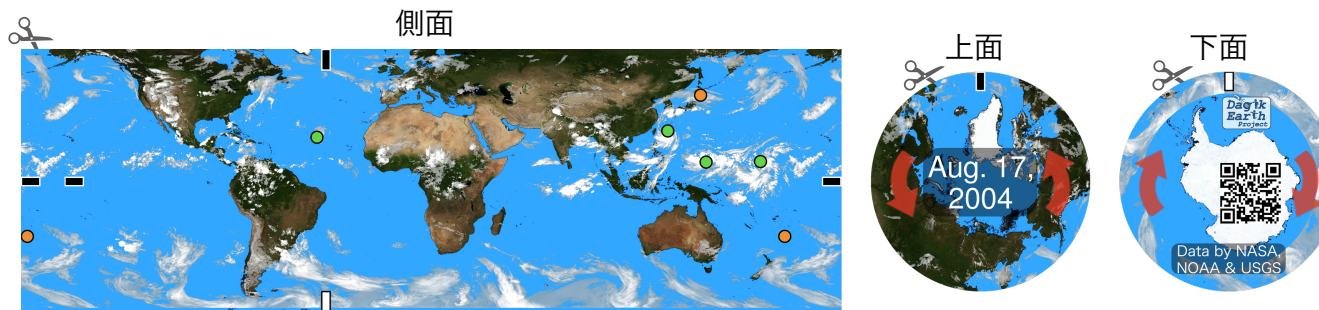 側面
上面
下面
Aug. 17,
2004
Dagik
Earth
Project
Data by NASA,
NOAA & USGS